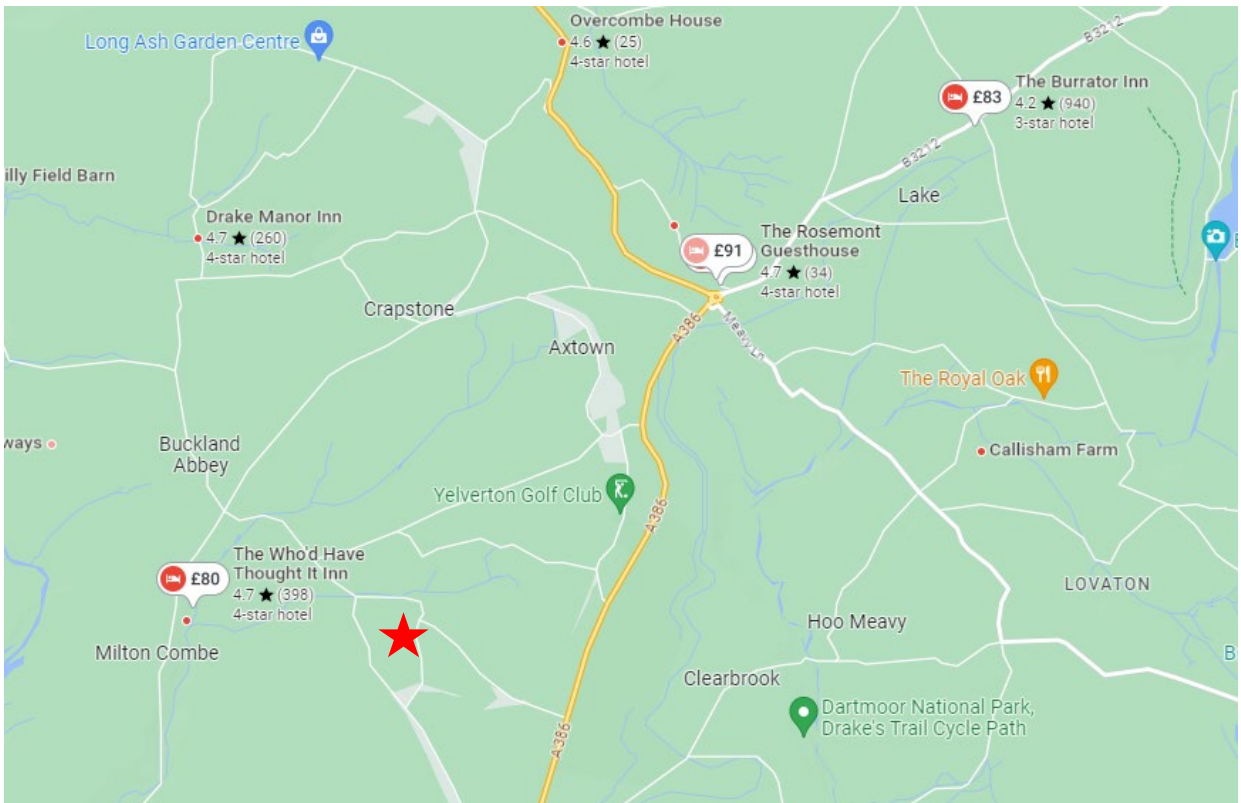 Overcombe House
4.6 ★ (25)
4-star hotel
Long Ash Garden Centre
B3212
£83
The Burrator Inn
4.2 ★ (940)
3-star hotel
B3212
illy Field Barn
Lake
Drake Manor Inn
4.7 ★ (260)
4-star hotel
£91
The Rosemont
Guesthouse
4.7 ★ (34)
4-star hotel
E
Crapstone
A386
Meavy Ln
Axtown
The Royal Oak
ways
Buckland
Abbey
Callisham Farm
Yelverton Golf Club
A386
£80
The Who'd Have
Thought It Inn
4.7 ★ (398)
4-star hotel
LOVATON
Hoo Meavy
Milton Combe
B
Clearbrook
Dartmoor National Park,
Drake's Trail Cycle Path
A386